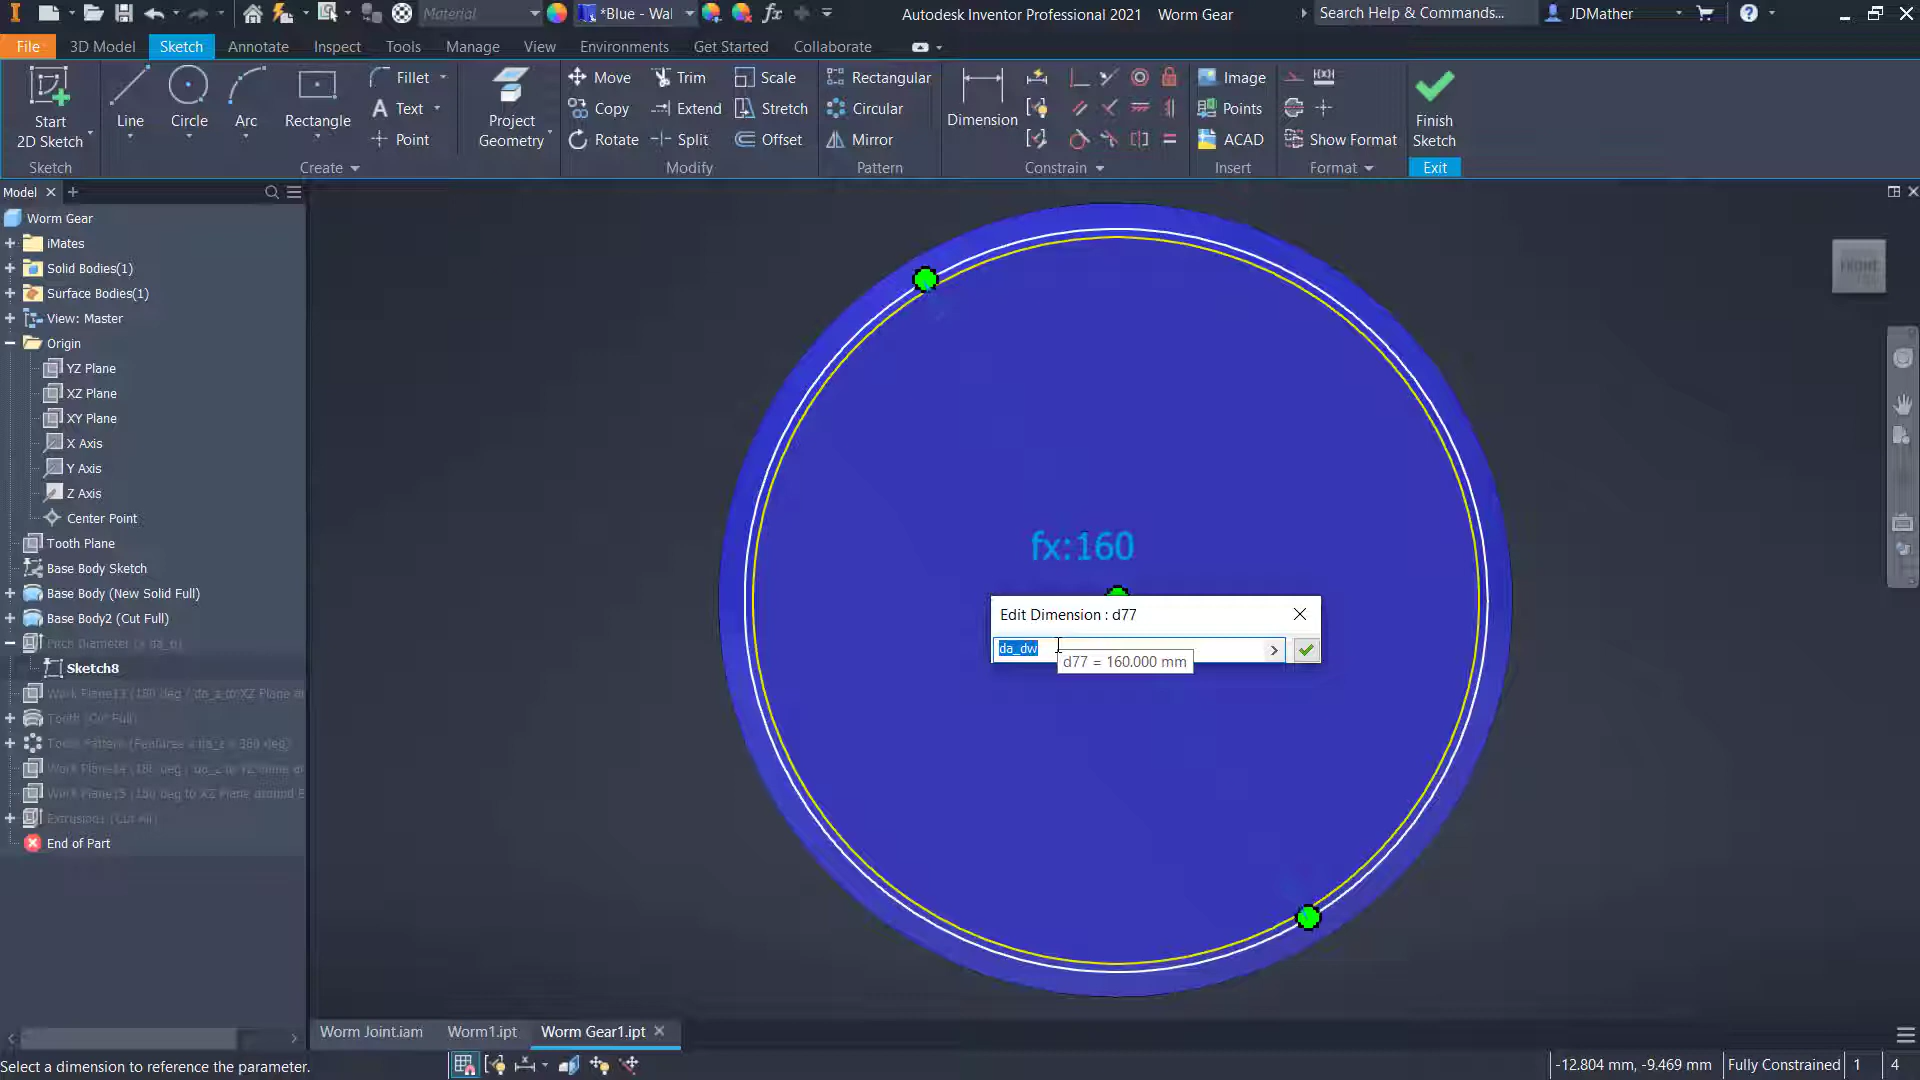 Material
*Blue - Wal
Autodesk Inventor Professional 2021 Worm Gear
Search Help & Commands...
JDMather
File 3D Model Sketch Annotate Inspect Tools Manage View Environments Get Started Collaborate
Start
2D Sketch
Line
Circle
Arc
Rectangle
Fillet
Text
Point
Project
Geometry
Move
Trim
Scale
Copy
Extend
Stretch
Rotate
Split
Offset
Rectangular
Circular
Mirror
Dimension
Image
Points
ACAD
Show Format
Finish
Sketch
Sketch Create Modify Pattern Constrain Insert Format Exit
Model
Worm Gear
iMates
Solid Bodies(1)
Surface Bodies(1)
View: Master
Origin
YZ Plane
XZ Plane
XY Plane
X Axis
Y Axis
Z Axis
Center Point
Tooth Plane
Base Body Sketch
Base Body (New Solid Full)
Base Body2 (Cut Full)
Sketch8
Tooth (Cut Full)
Extrusion1 (Cut All)
End of Part
FRONT
fx:160
Edit Dimension : d77
da_dw
d77 = 160.000 mm
Worm Joint.iam Worm1.ipt Worm Gear1.ipt
Select a dimension to reference the parameter.
-12.804 mm, -9.469 mm Fully Constrained 1 4